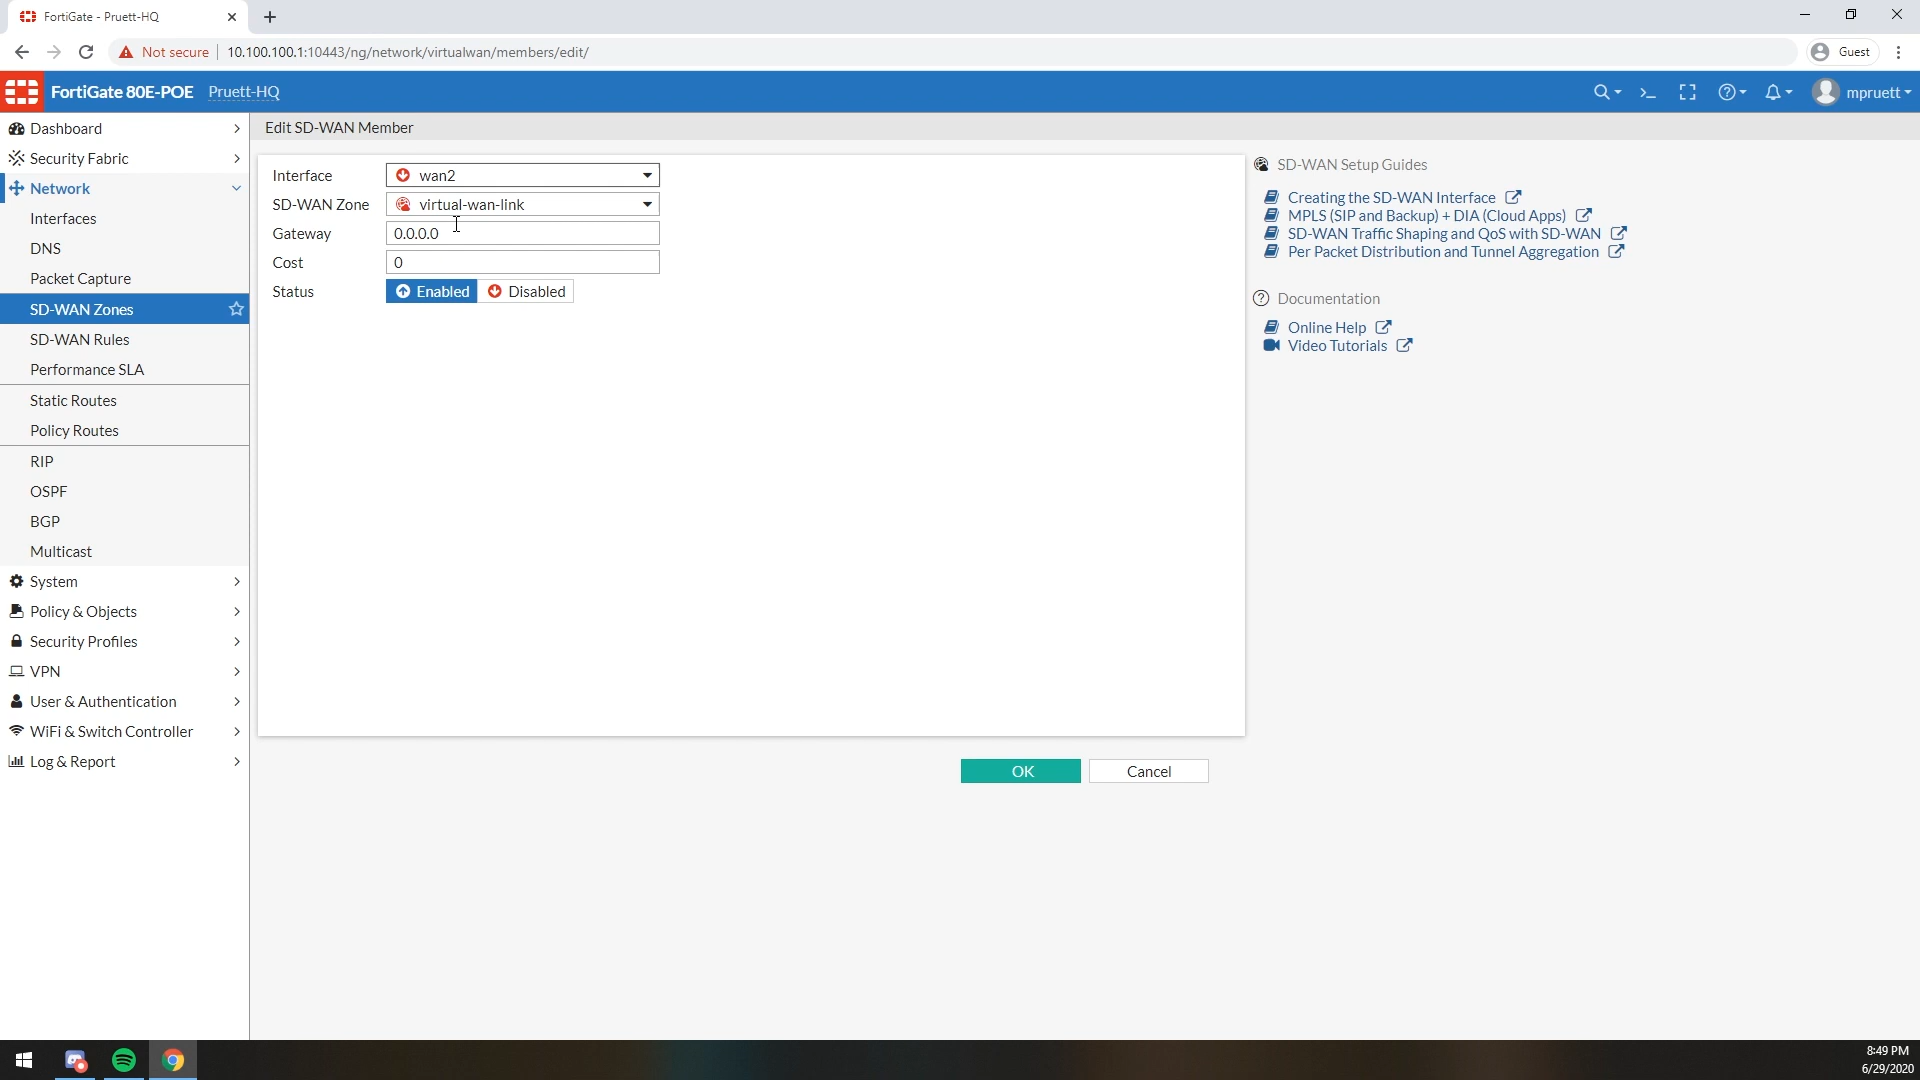 FortiGate - Pruett-HQ
Not secure
10.100.100.1:10443/ng/network/virtualwan/members/edit/
Guest
FortiGate 80E-POE
Pruett-HQ
mpruett
Dashboard
Security Fabric
Network
Interfaces
DNS
Packet Capture
SD-WAN Zones
SD-WAN Rules
Performance SLA
Static Routes
Policy Routes
RIP
OSPF
BGP
Multicast
System
Policy & Objects
Security Profiles
VPN
User & Authentication
WiFi & Switch Controller
Log & Report
Edit SD-WAN Member
Interface wan2
SD-WAN Zone virtual-wan-link
Gateway 0.0.0.0
Cost 0
Status Enabled Disabled
OK Cancel
SD-WAN Setup Guides
Creating the SD-WAN Interface
MPLS (SIP and Backup) + DIA (Cloud Apps)
SD-WAN Traffic Shaping and QoS with SD-WAN
Per Packet Distribution and Tunnel Aggregation
Documentation
Online Help
Video Tutorials
8:49 PM
6/29/2020